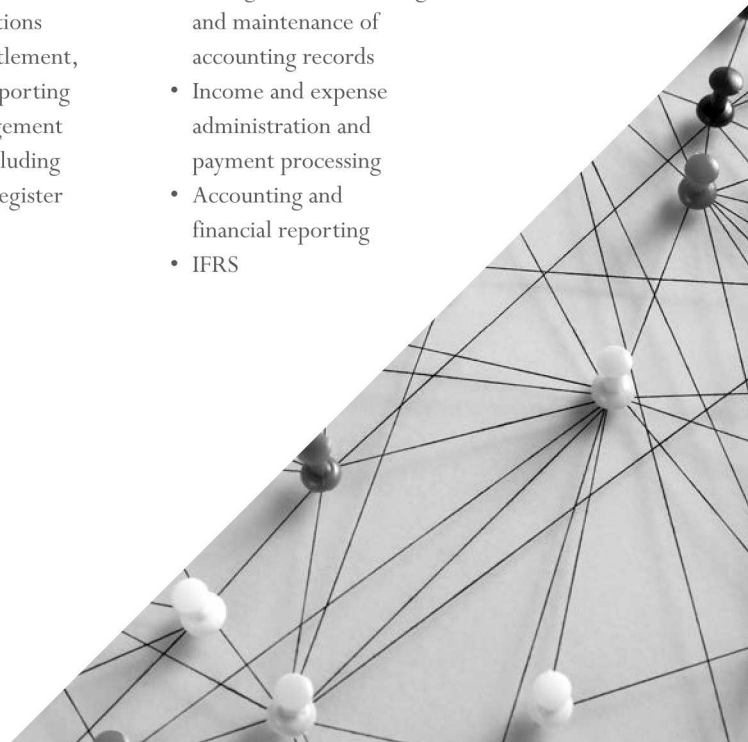 tions
tlement,
porting
gement
luding
egister
and maintenance of
accounting records
• Income and expense
administration and
payment processing
• Accounting and
financial reporting
• IFRS